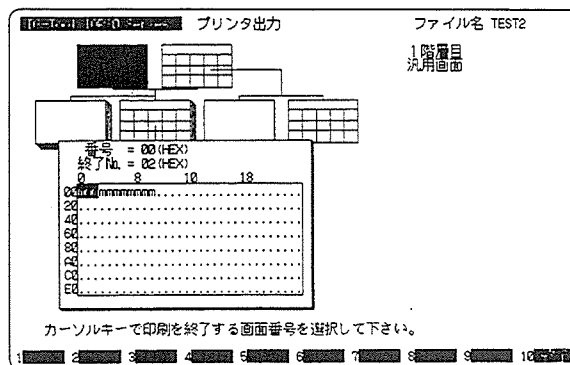 プリンタ出力
ファイル名 TEST2
1階層目
汎用画面
番号 = 00(HEX)
終了No. = 02(HEX)
0 8 10 18
00
20
40
60
80
A0
C0
E0
カーソルキーで印刷を終了する画面番号を選択して下さい。
1 2 3 4 5 6 7 8 9 10